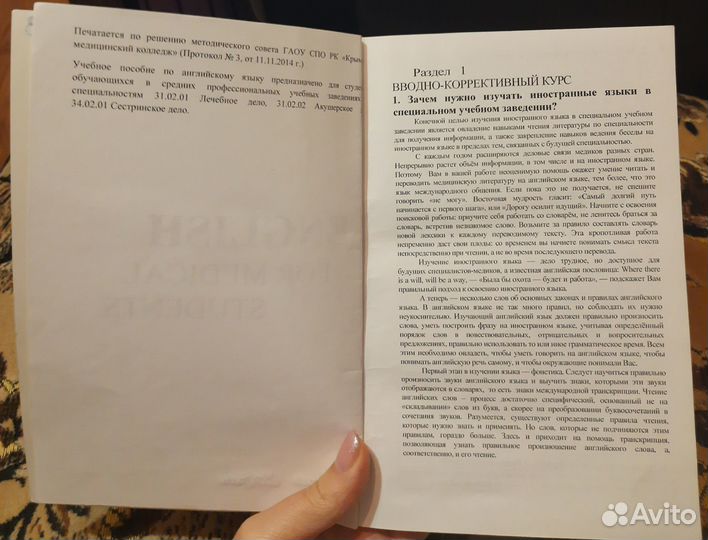 Печатается по решению методического совета ГАОУ СПО РК «Крым
медицинский колледж» (Протокол № 3, от 11.11.2014 г.)
Учебное пособие по английскому языку предназначено для студе
обучающихся в средних профессиональных учебных заведениях
специальностям 31.02.01 Лечебное дело, 31.02.02 Акушерское
34.02.01 Сестринское дело.
Раздел 1
ВВОДНО-КОРРЕКТИВНЫЙ КУРС
1. Зачем нужно изучать иностранные языки в
специальном учебном заведении?
Конечной целью изучения иностранного языка в специальном учебном
заведении является овладение навыками чтения литературы по специальности
для получения информации, а также закрепление навыков ведения беседы на
иностранном языке в пределах тем, связанных с будущей специальностью.
С каждым годом расширяются деловые связи медиков разных стран.
Непрерывно растет объём информации, в том числе и на иностранном языке.
Поэтому Вам в вашей работе неоценимую помощь окажет умение читать и
переводить медицинскую литературу на английском языке, тем более, что это
язык международного общения. Если пока это не получается, не спешите
говорить «не могу». Восточная мудрость гласит: «Самый долгий путь
начинается с первого шага», или «Дорогу осилит идущий». Начните с освоения
поисковой работы: приучите себя работать со словарём, не ленитесь браться за
словарь, встретив незнакомое слово. Возьмите за правило составлять словарь
новой лексики к каждому переводимому тексту. Эта кропотливая работа
непременно даст свои плоды: со временем вы начнете понимать смысл текста
непосредственно при чтении, а не во время последующего перевода.
Изучение иностранного языка — дело трудное, но доступное для
будущих специалистов-медиков, а известная английская пословица: Where there
is a will, will be a way, — «Была бы охота — будет и работа», — подскажет Вам
правильный подход к освоению иностранного языка.
А теперь — несколько слов об основных законах и правилах английского
языка. В английском языке не так много правил, но соблюдать их нужно
неукоснительно. Изучающий английский язык должен правильно произносить
слова, уметь построить фразу на иностранном языке, учитывая определённый
порядок слов в повествовательных, отрицательных и вопросительных
предложениях, правильно использовать то или иное грамматическое время. Всем
этим необходимо овладеть, чтобы уметь говорить на английском языке, чтобы
понимать английскую речь самому, и чтобы окружающие понимали Вас.
Первый этап в изучении языка — фонетика. Следует научиться правильно
произносить звуки английского языка и выучить знаки, которыми эти звуки
отображаются в словарях, то есть знаки международной транскрипции. Чтение
английских слов – процесс достаточно специфический, основанный не на
«складывании» слов из букв, а скорее на преобразовании буквосочетаний в
сочетания звуков. Разумеется, существуют определенные правила чтения,
которые нужно знать и применять. Но слов, которые не подчиняются этим
правилам, гораздо больше. Здесь и приходит на помощь транскрипция,
позволяющая узнать правильное произношение английского слова, а,
соответственно, и его чтение.
Avito